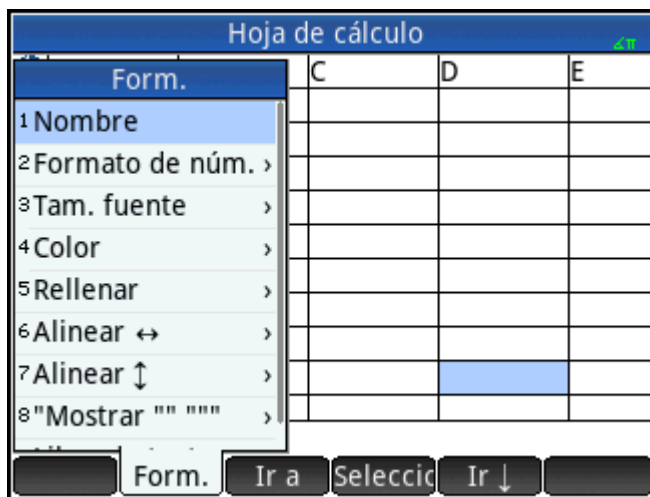 Hoja de cálculo
∡π
C D E
Form.
1 Nombre
2 Formato de núm. ›
3 Tam. fuente ›
4 Color ›
5 Rellenar ›
6 Alinear ↔ ›
7 Alinear ↕ ›
8 "Mostrar "" """ ›
Form. Ir a Selecció Ir ↓